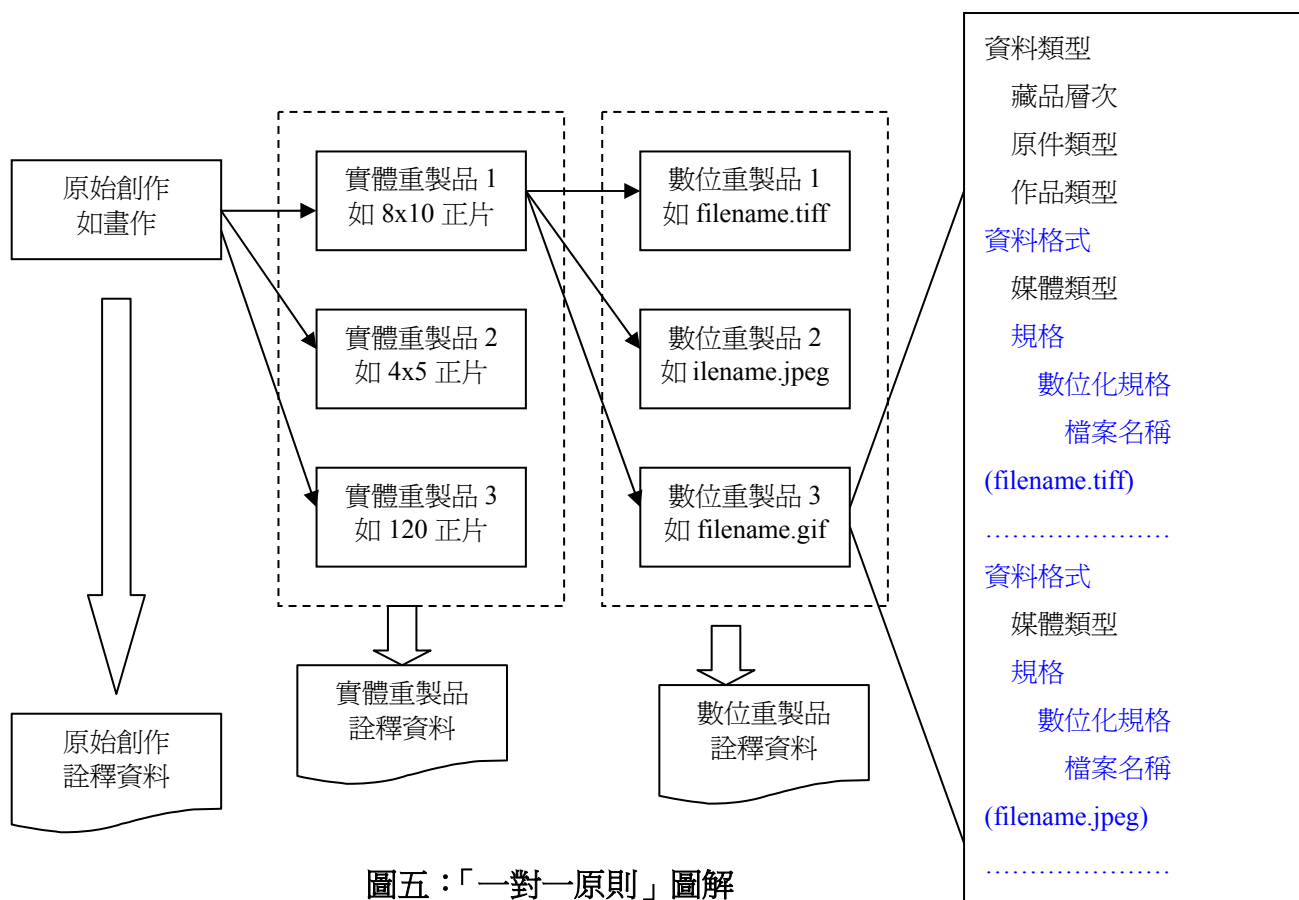 原始創作
如畫作
實體重製品 1
如 8x10 正片
實體重製品 2
如 4x5 正片
實體重製品 3
如 120 正片
數位重製品 1
如 filename.tiff
數位重製品 2
如 ilename.jpeg
數位重製品 3
如 filename.gif
原始創作
詮釋資料
實體重製品
詮釋資料
數位重製品
詮釋資料
資料類型
藏品層次
原件類型
作品類型
資料格式
媒體類型
規格
數位化規格
檔案名稱
(filename.tiff)
…………………
資料格式
媒體類型
規格
數位化規格
檔案名稱
(filename.jpeg)
…………………
圖五：「一對一原則」圖解